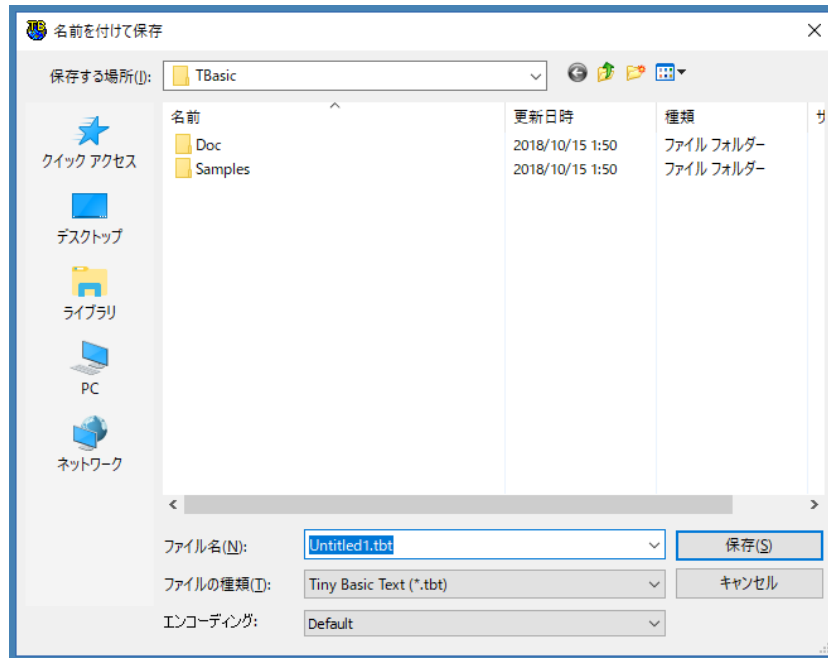 名前を付けて保存
保存する場所(I): TBasic
名前 更新日時 種類 サ
Doc 2018/10/15 1:50 ファイル フォルダー
Samples 2018/10/15 1:50 ファイル フォルダー
クイック アクセス
デスクトップ
ライブラリ
PC
ネットワーク
ファイル名(N): Untitled1.tbt 保存(S)
ファイルの種類(T): Tiny Basic Text (*.tbt) キャンセル
エンコーディング: Default